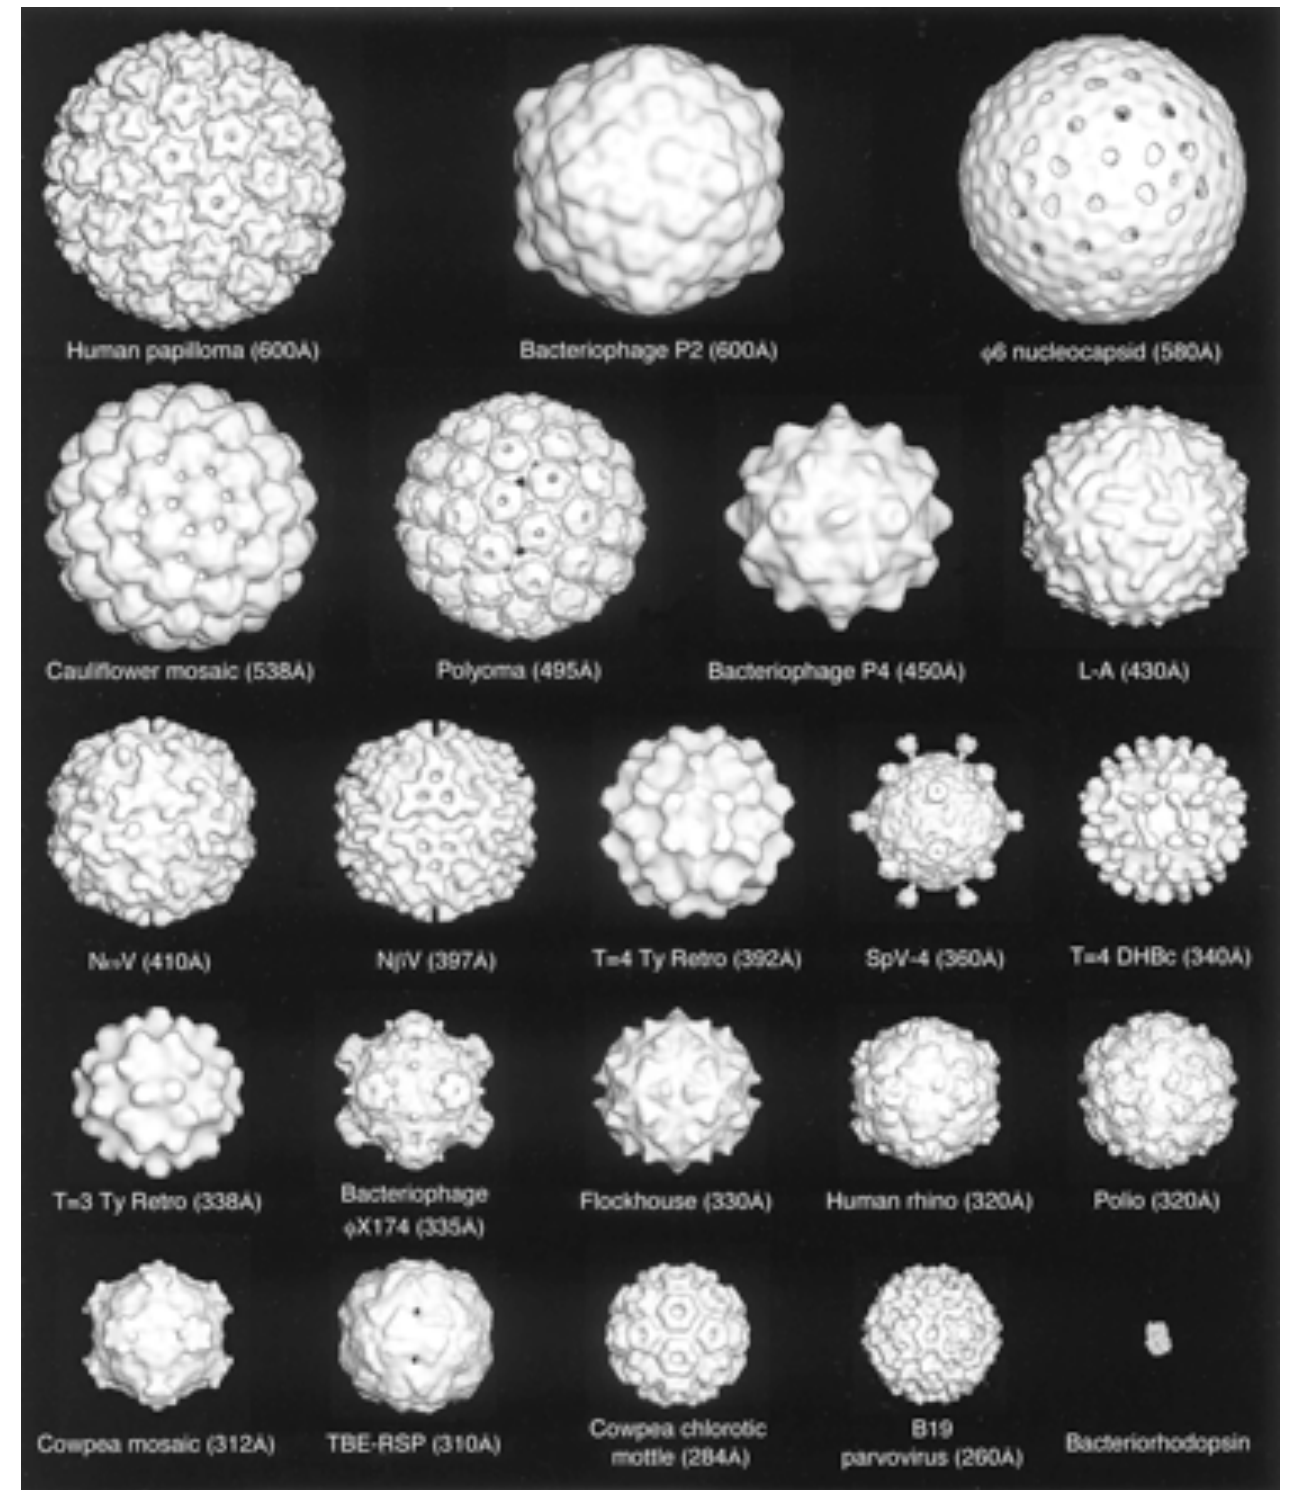 Human papilloma (600Å)
Bacteriophage P2 (600Å)
φ6 nucleocapsid (580Å)
Cauliflower mosaic (538Å)
Polyoma (495Å)
Bacteriophage P4 (450Å)
L-A (430Å)
NωV (410Å)
NβV (397Å)
T=4 Ty Retro (392Å)
SpV-4 (360Å)
T=4 DHBc (340Å)
T=3 Ty Retro (338Å)
Bacteriophage
φX174 (335Å)
Flockhouse (330Å)
Human rhino (320Å)
Polio (320Å)
Cowpea mosaic (312Å)
TBE-RSP (310Å)
Cowpea chlorotic
mottle (284Å)
B19
parvovirus (260Å)
Bacteriorhodopsin